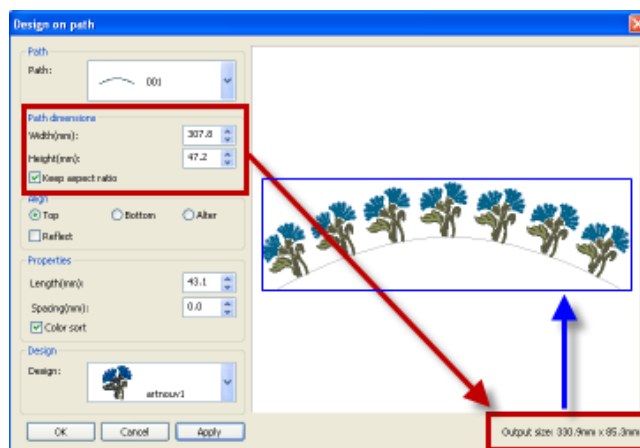 Design on path
Path
Path:
001
Path dimensions
Width(mm):
307.8
Height(mm):
47.2
Keep aspect ratio
Align
Top
Bottom
Alter
Reflect
Properties
Length(mm):
43.1
Spacing(mm):
0.0
Color sort
Design
Design:
artnouv1
OK
Cancel
Apply
Output size: 330.9mm x 85.3mm